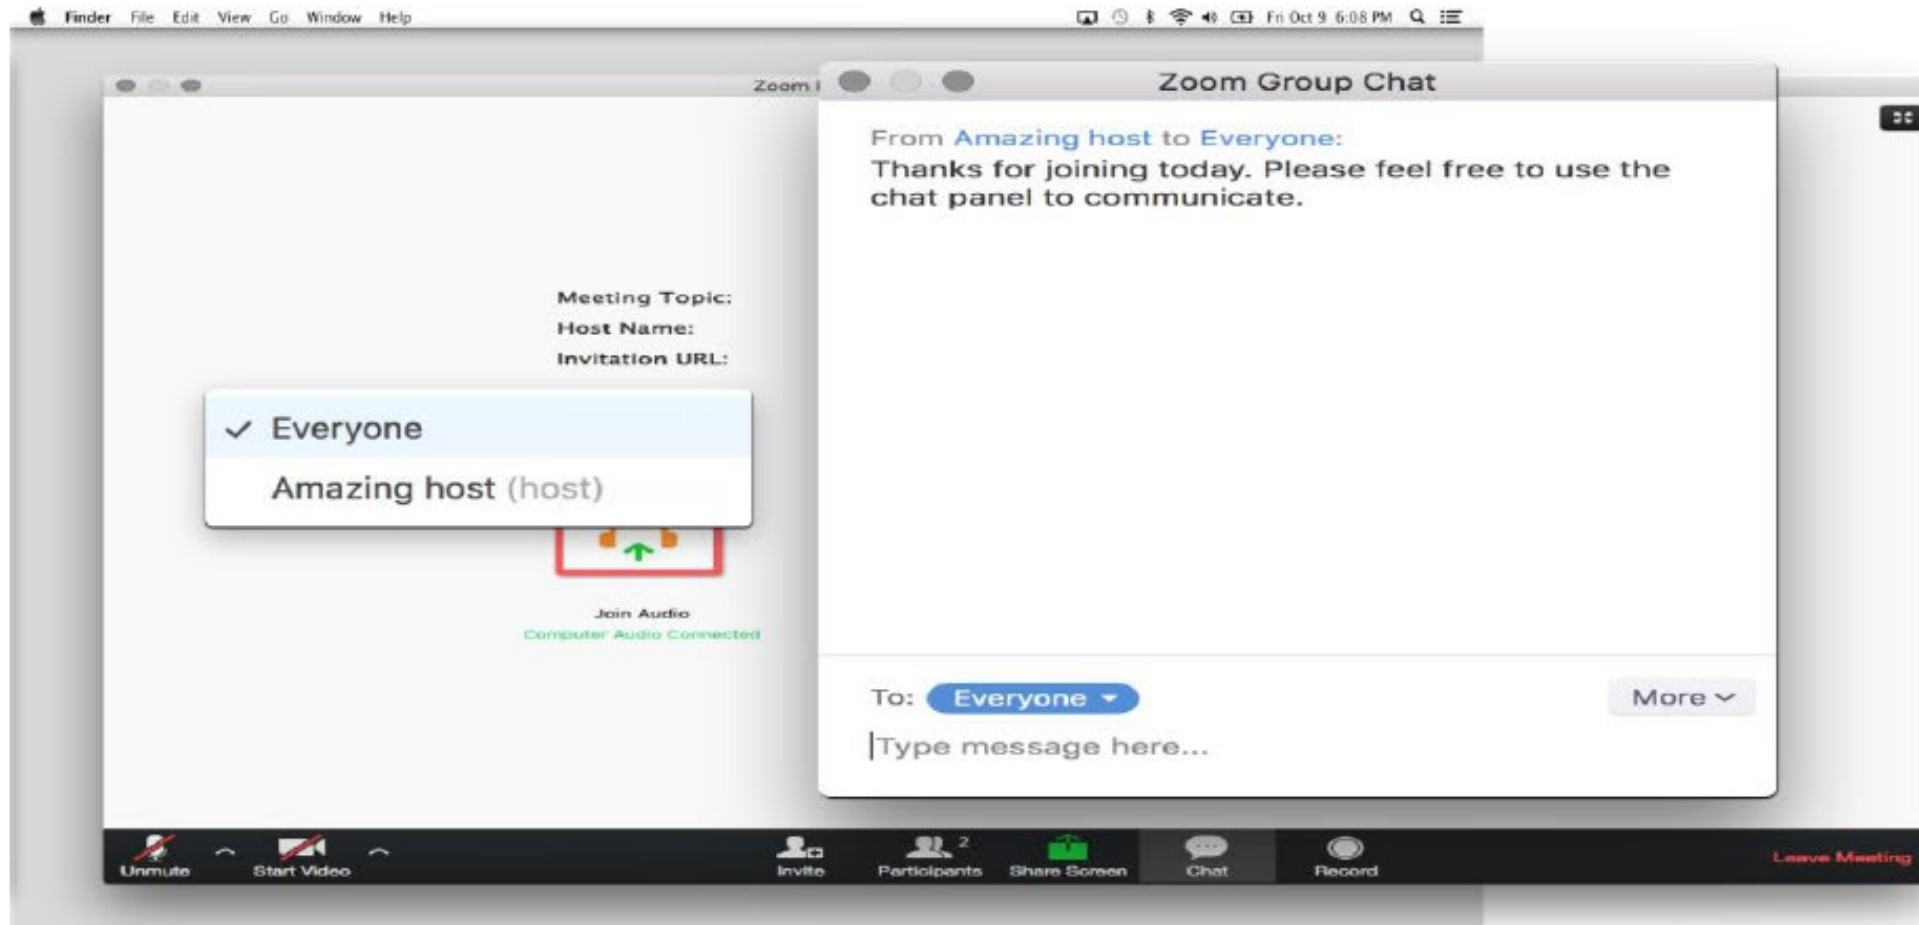 Finder File Edit View Go Window Help
Fri Oct 9 6:08 PM
Zoom
Zoom Group Chat
From Amazing host to Everyone:
Thanks for joining today. Please feel free to use the
chat panel to communicate.
Meeting Topic:
Host Name:
Invitation URL:
✓ Everyone
Amazing host (host)
Join Audio
Computer Audio Connected
To: Everyone
More
Type message here...
2
Unmute Start Video Invite Participants Share Screen Chat Record Leave Meeting